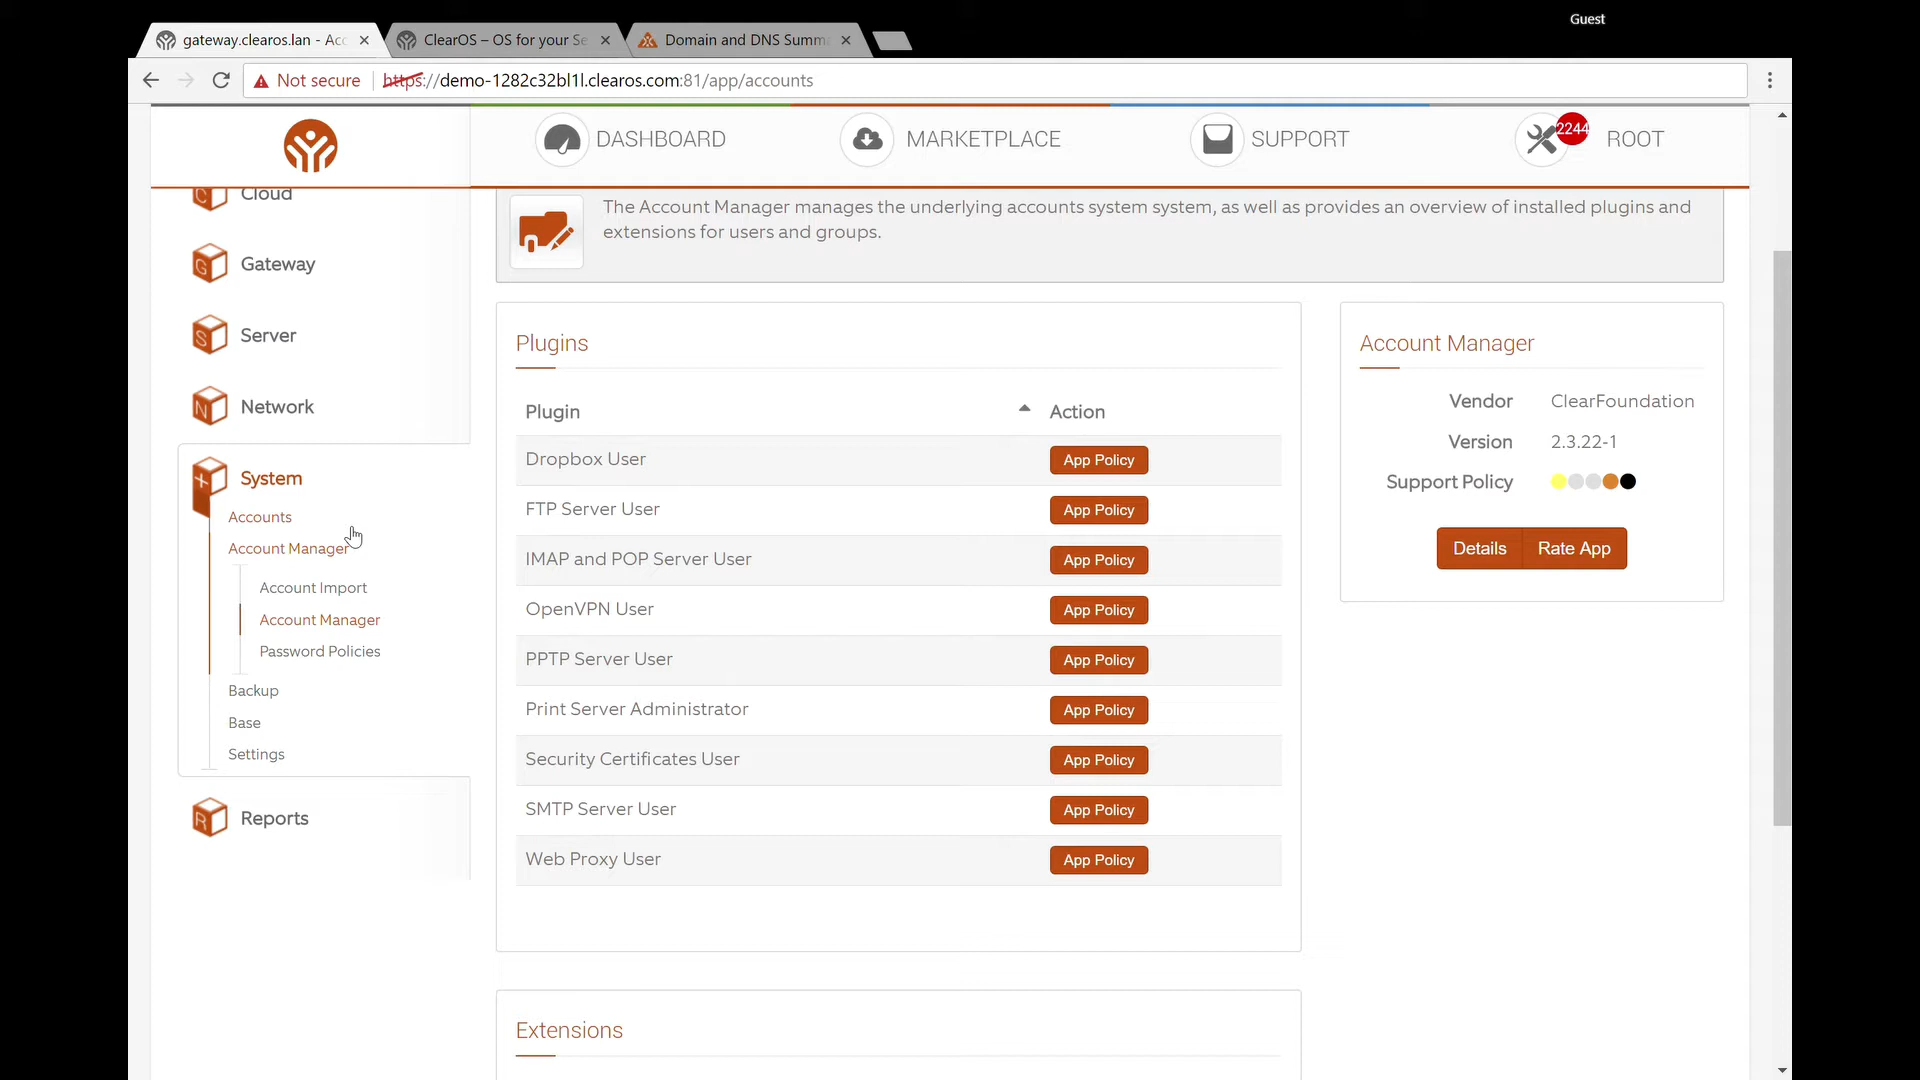 Guest
gateway.clearos.lan - Acc
ClearOS – OS for your Se
Domain and DNS Summa
Not secure
https://demo-1282c32bl1l.clearos.com:81/app/accounts
DASHBOARD
MARKETPLACE
SUPPORT
2244
ROOT
Cloud
Gateway
Server
Network
System
Accounts
Account Manager
Account Import
Account Manager
Password Policies
Backup
Base
Settings
Reports
The Account Manager manages the underlying accounts system system, as well as provides an overview of installed plugins and
extensions for users and groups.
Plugins
Plugin Action
Dropbox User App Policy
FTP Server User App Policy
IMAP and POP Server User App Policy
OpenVPN User App Policy
PPTP Server User App Policy
Print Server Administrator App Policy
Security Certificates User App Policy
SMTP Server User App Policy
Web Proxy User App Policy
Extensions
Account Manager
Vendor ClearFoundation
Version 2.3.22-1
Support Policy
Details Rate App